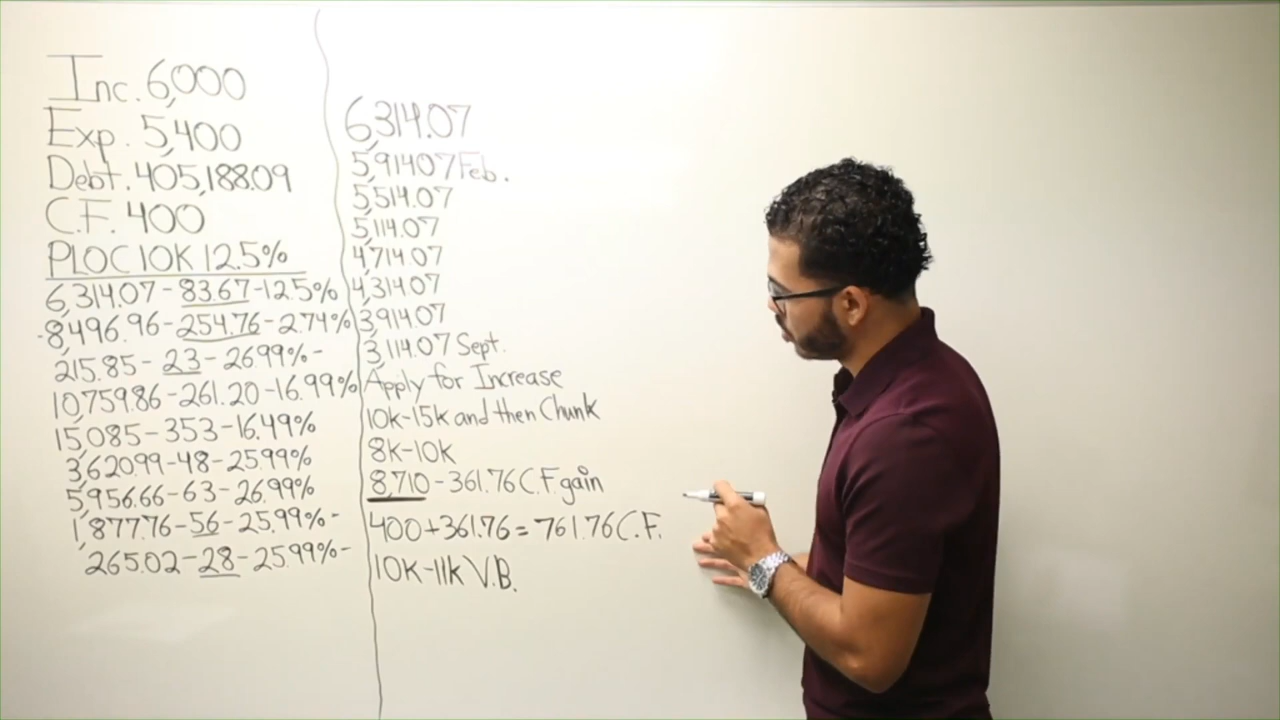 Inc. 6,000
Exp. 5,400
Debt. 405,188.09
C.F. 400
PLOC 10K 12.5%
6,314.07-83.67-12.5%
-8,496.96-254.76-2.74%
215.85-23-26.99%-
10,759.86-261.20-16.99%
15,085-353-16.49%
3,620.99-48-25.99%
5,956.66-63-26.99%
1,877.76-56-25.99%-
265.02-28-25.99%-
6,314.07
5,914.07 Feb.
5,514.07
5,114.07
4,714.07
4,314.07
3,914.07
3,114.07 Sept.
Apply for Increase
10k-15k and then Chunk
8k-10k
8,710-361.76 C.F. gain
400+361.76=761.76 C.F.
10k-11k V.B.